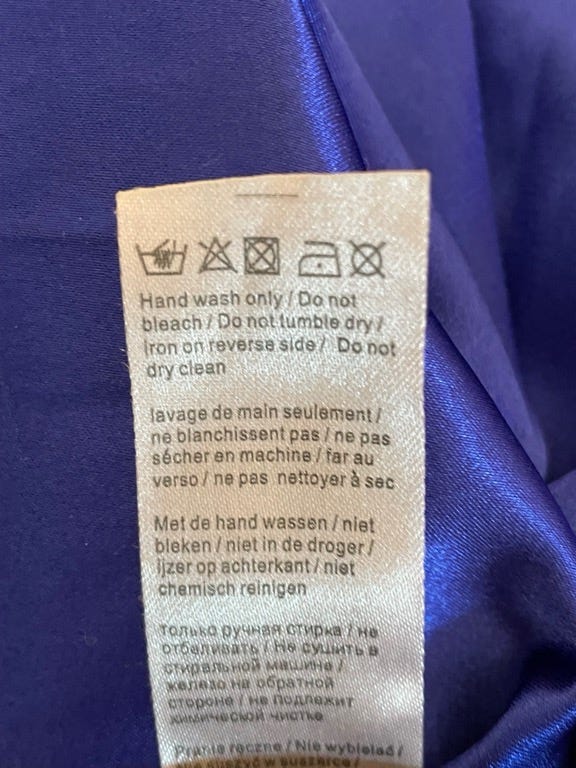 Hand wash only / Do not
bleach / Do not tumble dry /
Iron on reverse side / Do not
dry clean
lavage de main seulement /
ne blanchissent pas / ne pas
sécher en machine / far au
verso / ne pas nettoyer à sec
Met de hand wassen / niet
bleken / niet in de droger /
Ijzer op achterkant / niet
chemisch reinigen
только ручная стирка / не
отбеливать / Не сушить в
стиральной машине /
железо на обратной
стороне / не подлежит
химической чистке
Pranie ręczne / Nie wybielać /
suszyć w suszarce /